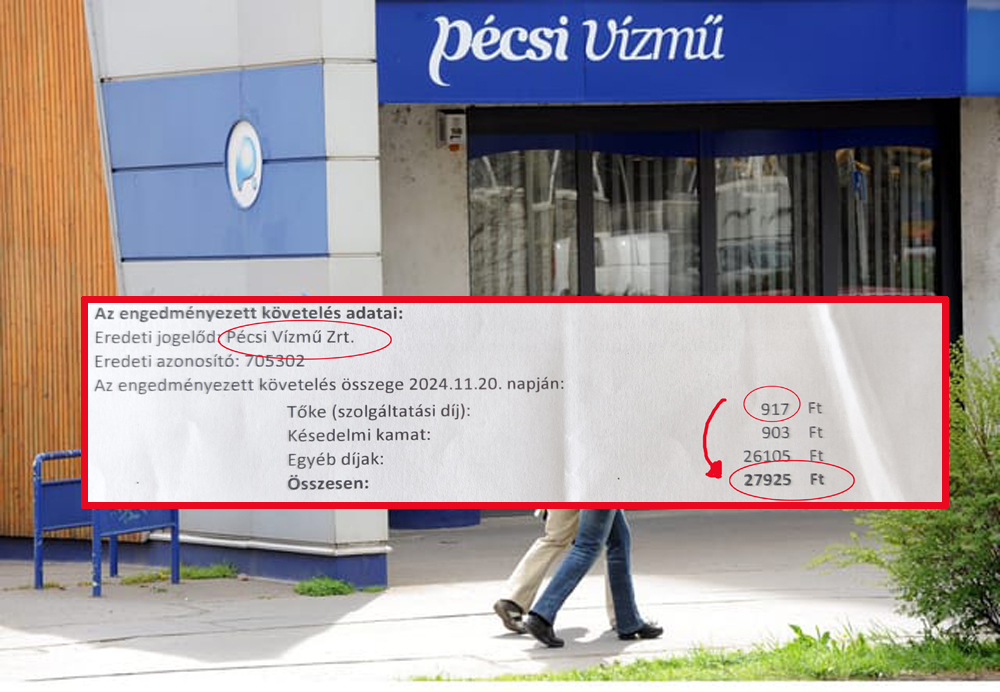 pécsi Vízmű
Az engedményezett követelés adatai:
Eredeti jogelőd: Pécsi Vízmű Zrt.
Eredeti azonosító: 705302
Az engedményezett követelés összege 2024.11.20. napján:
Tőke (szolgáltatási díj): 917 Ft
Késedelmi kamat: 903 Ft
Egyéb díjak: 26105 Ft
Összesen: 27925 Ft